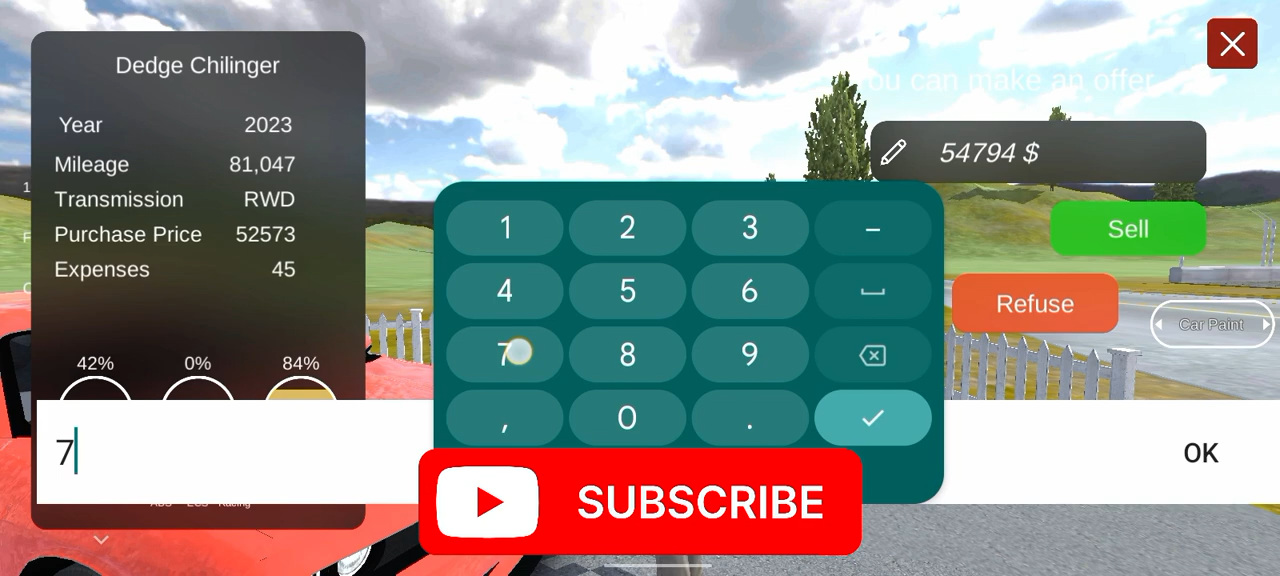 Dedge Chilinger
Year 2023
Mileage 81,047
Transmission RWD
Purchase Price 52573
Expenses 45
42% 0% 84%
ou can make an offer
54794 $
Sell
Refuse
Car Paint
1 2 3 –
4 5 6
7 8 9
, 0 .
7
OK
SUBSCRIBE